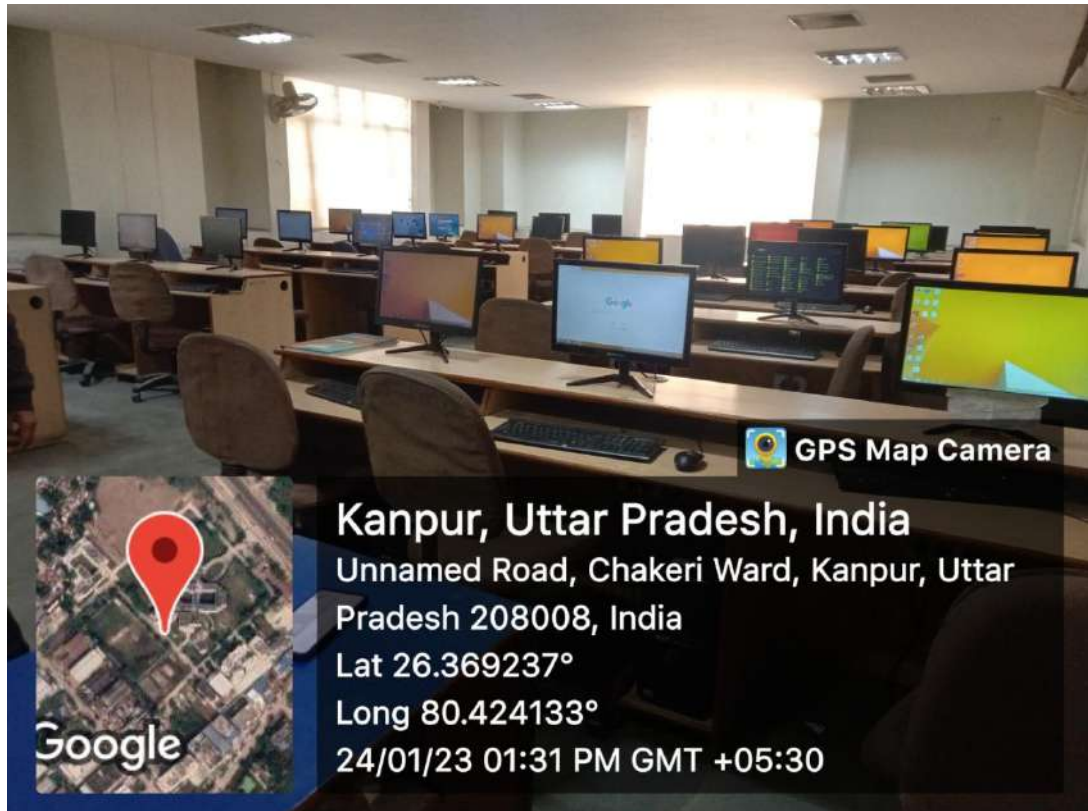 Google
GPS Map Camera
Kanpur, Uttar Pradesh, India
Unnamed Road, Chakeri Ward, Kanpur, Uttar
Pradesh 208008, India
Lat 26.369237°
Long 80.424133°
24/01/23 01:31 PM GMT +05:30
Google